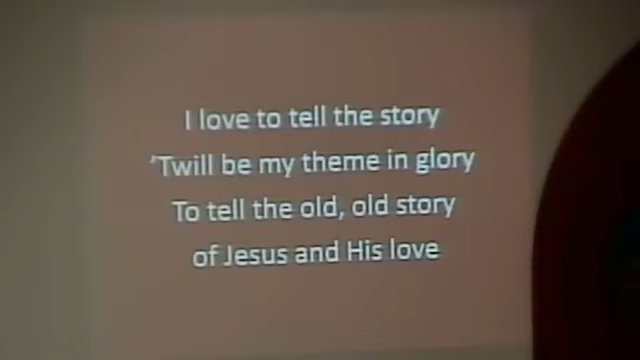 I love to tell the story
'Twill be my theme in glory
To tell the old, old story
of Jesus and His love